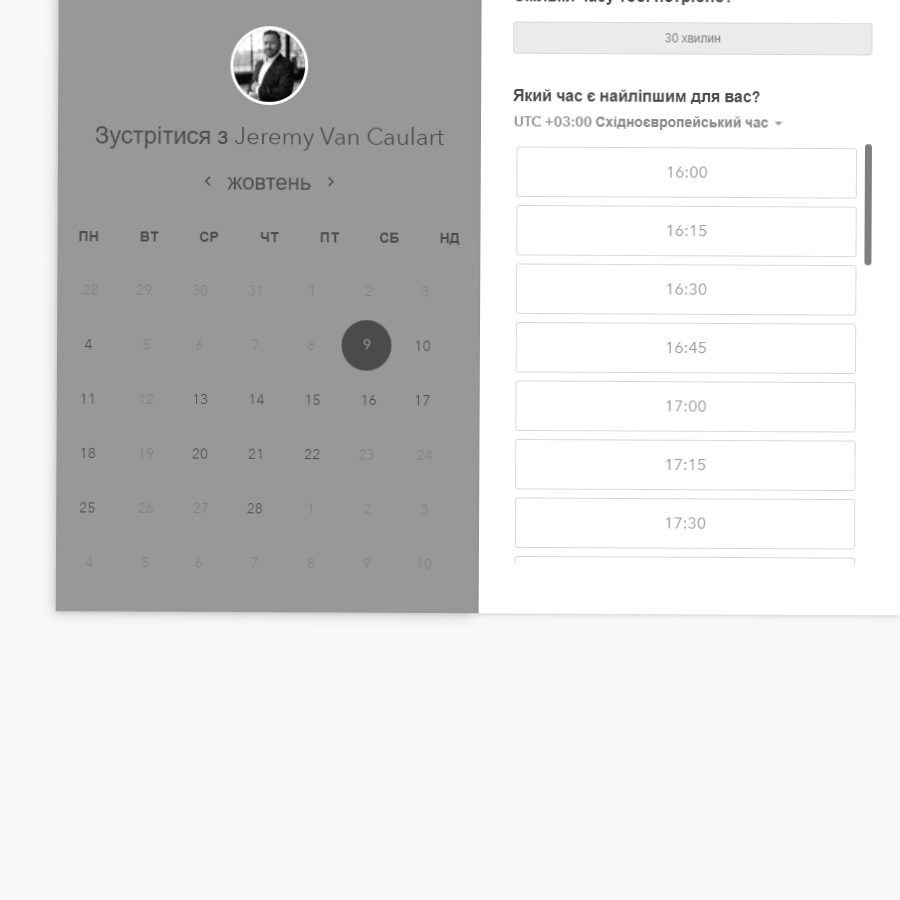 Зустрітися з Jeremy Van Caulart
жовтень
ПН ВТ СР ЧТ ПТ СБ НД
28 29 30 31 1 2 3
4 5 6 7 8 9 10
11 12 13 14 15 16 17
18 19 20 21 22 23 24
25 26 27 28 1 2 3
4 5 6 7 8 9 10
30 хвилин
Який час є найліпшим для вас?
UTC +03:00 Східноєвропейський час
16:00
16:15
16:30
16:45
17:00
17:15
17:30